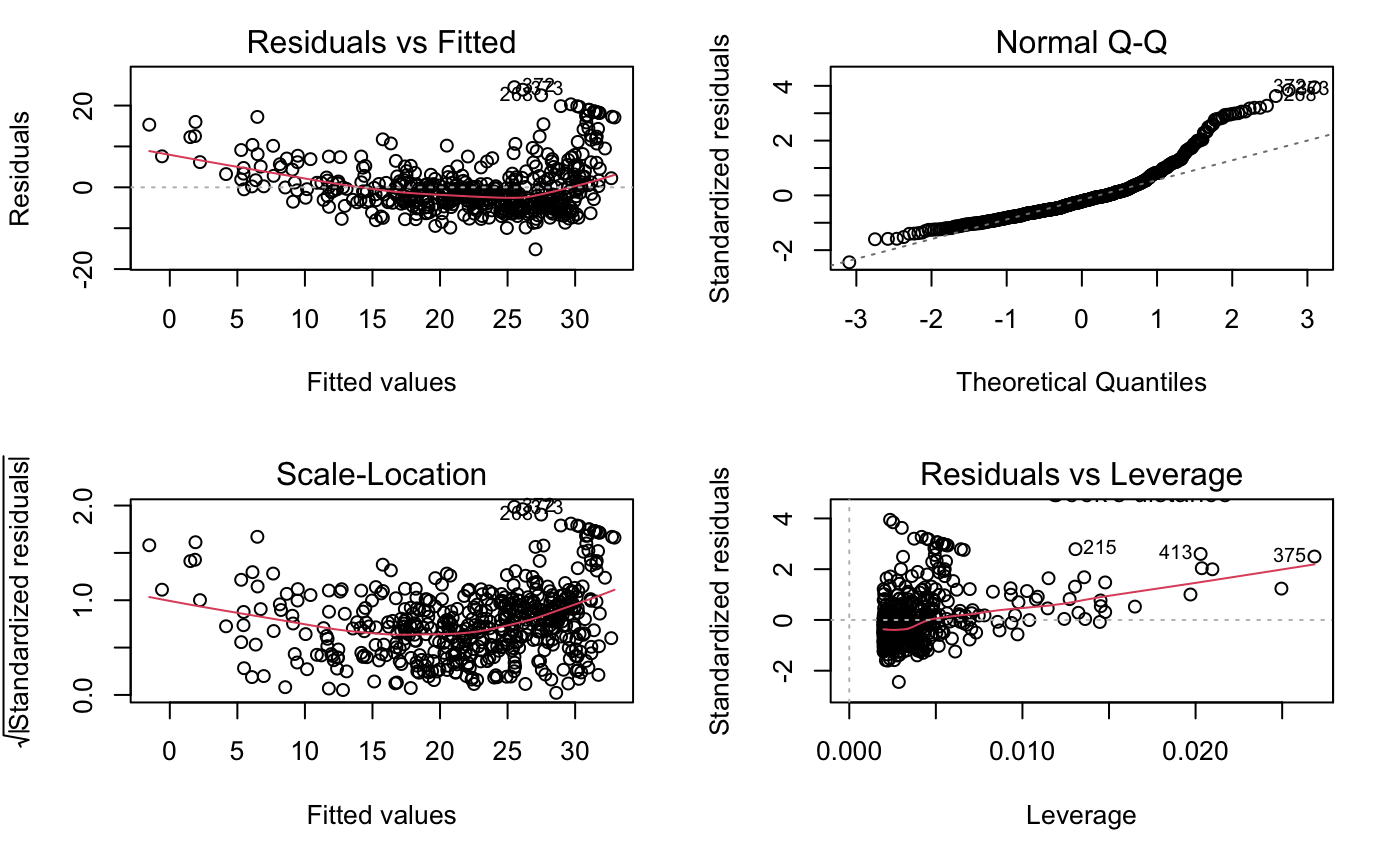 Residuals vs Fitted
Residuals
20
0
-20
0 5 10 15 20 25 30
Fitted values
Normal Q-Q
Standardized residuals
4
2
0
-2
-3 -2 -1 0 1 2 3
Theoretical Quantiles
Scale-Location
√|Standardized residuals|
2.0
1.0
0.0
0 5 10 15 20 25 30
Fitted values
Residuals vs Leverage
Standardized residuals
4
2
0
-2
215
413
375
0.000 0.010 0.020
Leverage